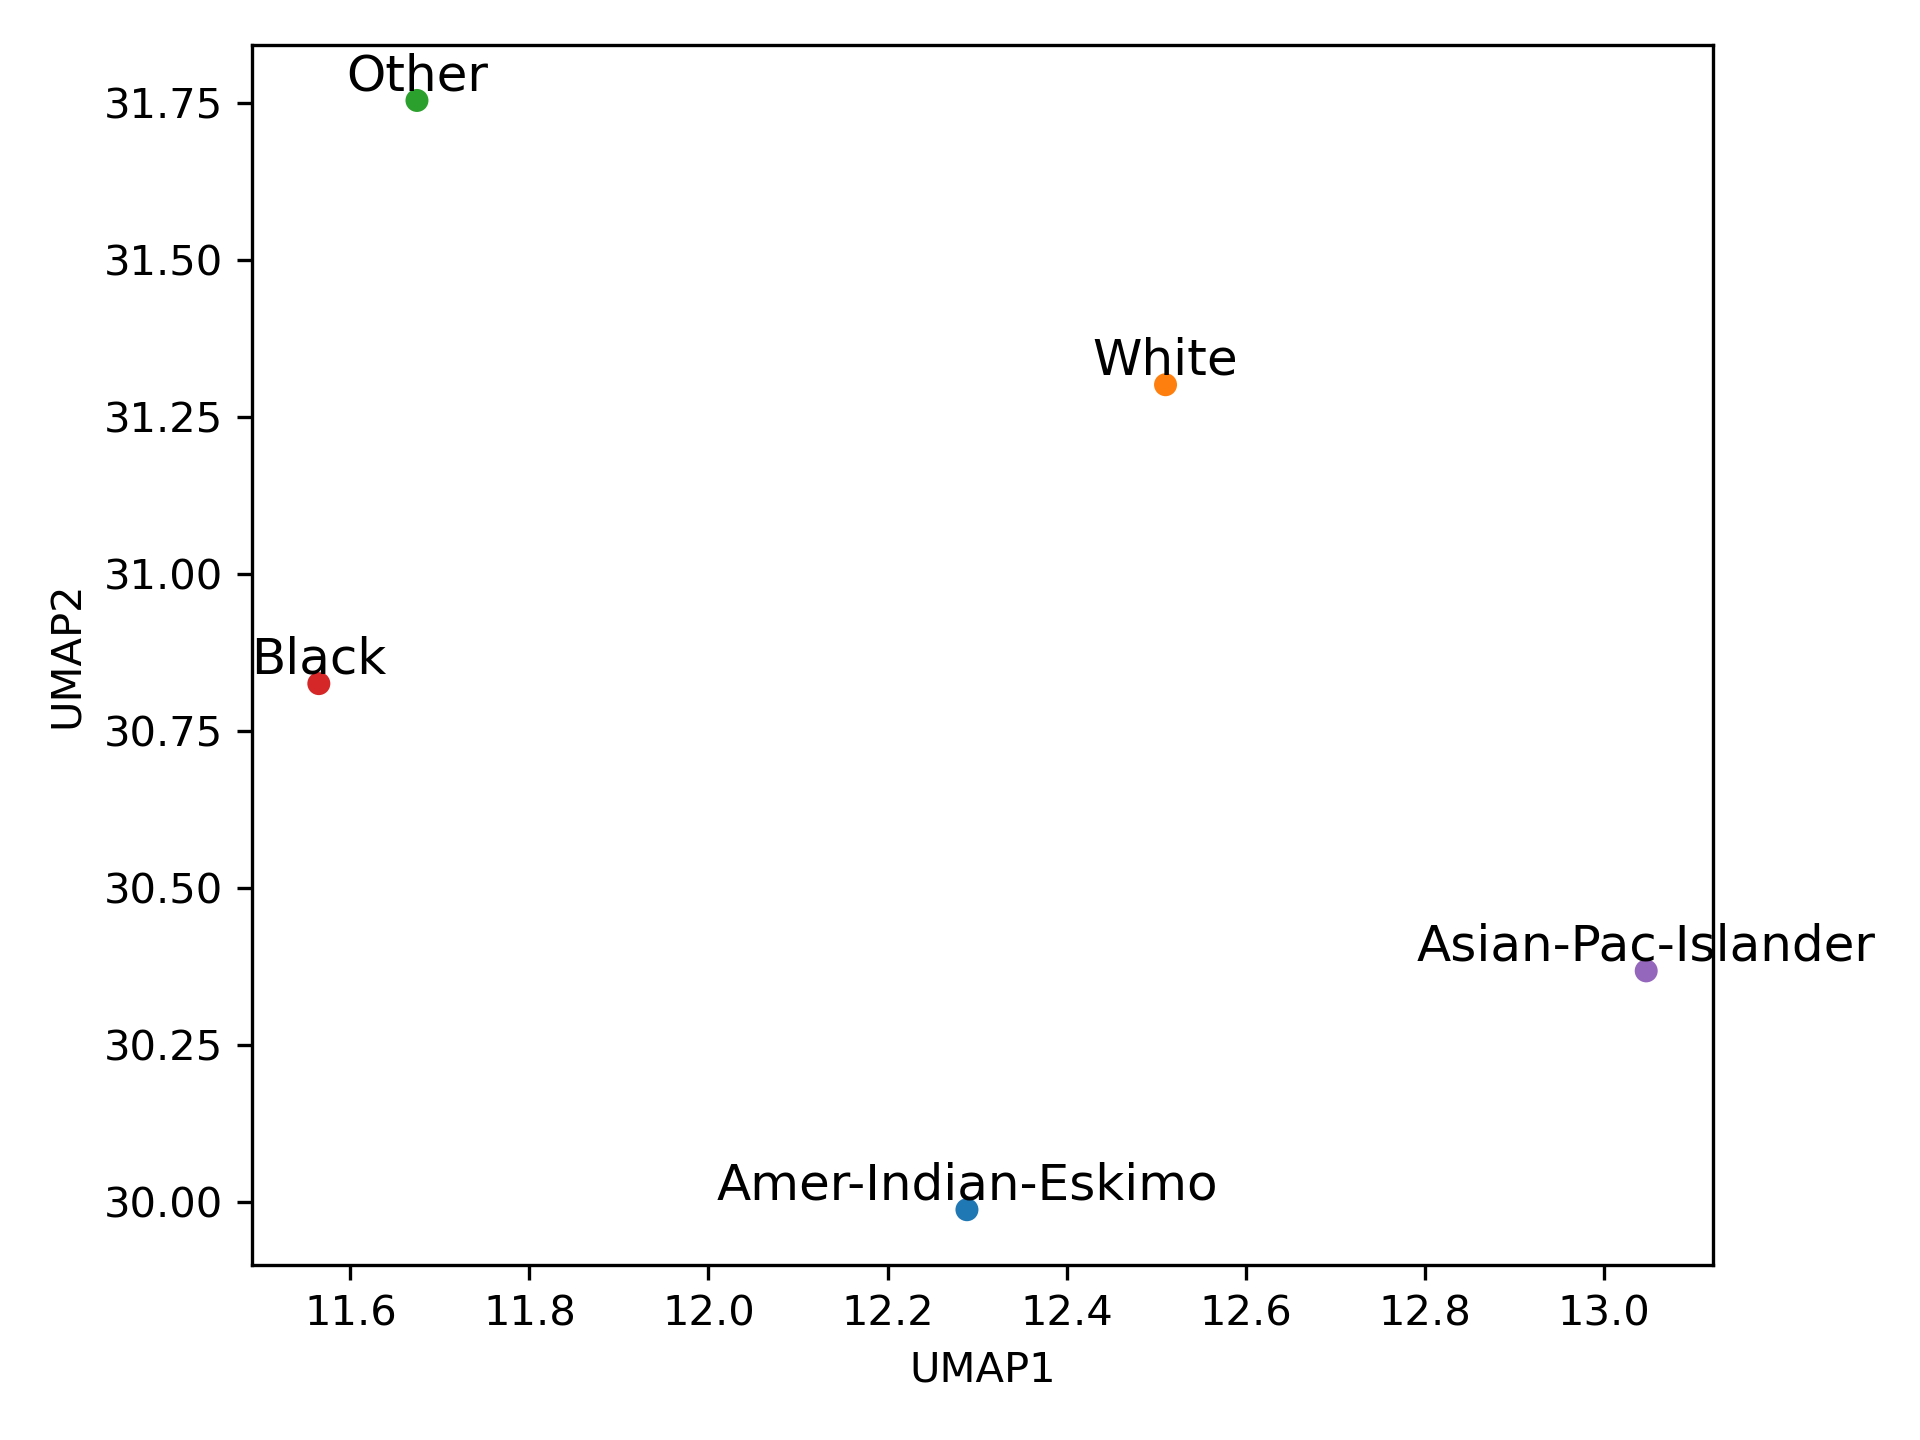 Other
31.75
31.50
White
31.25
31.00
UMAP2
Black
30.75
30.50
Asian-Pac-Islander
30.25
Amer-Indian-Eskimo
30.00
11.6 11.8 12.0 12.2 12.4 12.6 12.8 13.0
UMAP1